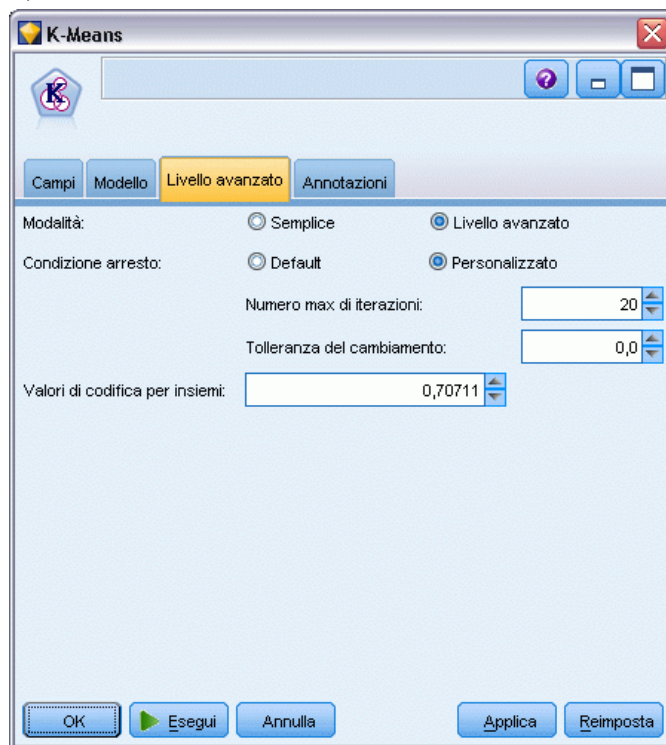 K-Means
K
Campi Modello Livello avanzato Annotazioni
Modalità: Semplice Livello avanzato
Condizione arresto: Default Personalizzato
Numero max di iterazioni: 20
Tolleranza del cambiamento: 0,0
Valori di codifica per insiemi: 0,70711
OK Esegui Annulla Applica Reimposta